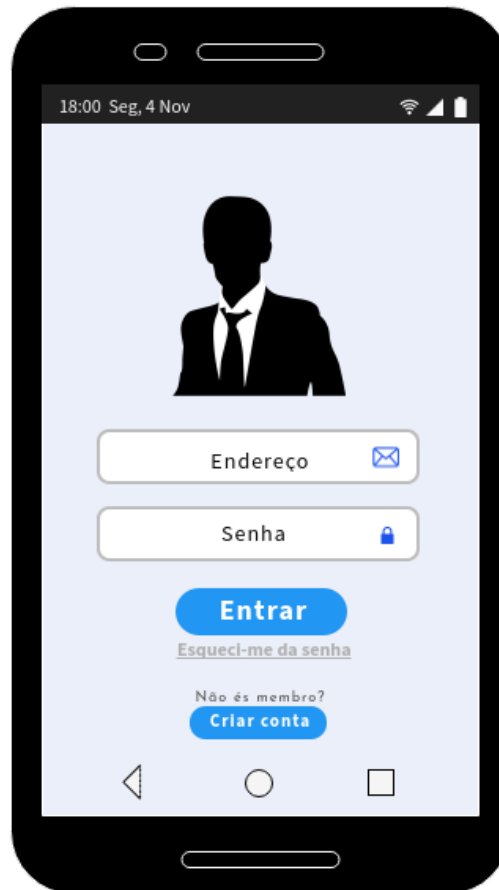 18:00 Seg, 4 Nov
Endereço
Senha
Entrar
Esqueci-me da senha
Não és membro?
Criar conta